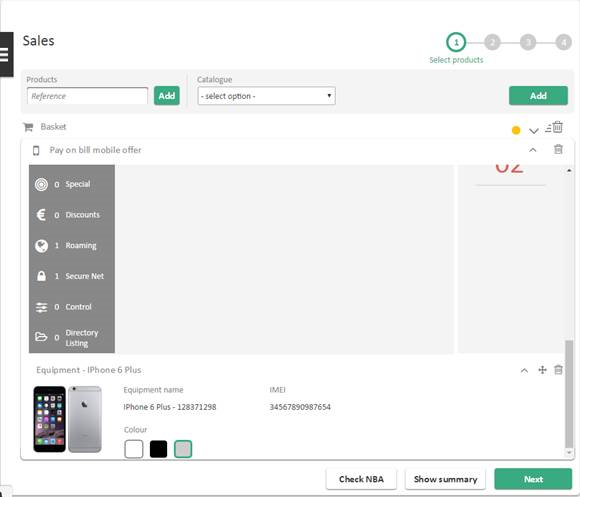 Sales
1 2 3 4
Select products
Products
Catalogue
Reference
Add
- select option -
Add
Basket
Pay on bill mobile offer
0 Special
0 Discounts
1 Roaming
1 Secure Net
0 Control
0 Directory
Listing
Equipment - IPhone 6 Plus
Equipment name
IMEI
IPhone 6 Plus - 128371298
34567890987654
Colour
Check NBA
Show summary
Next